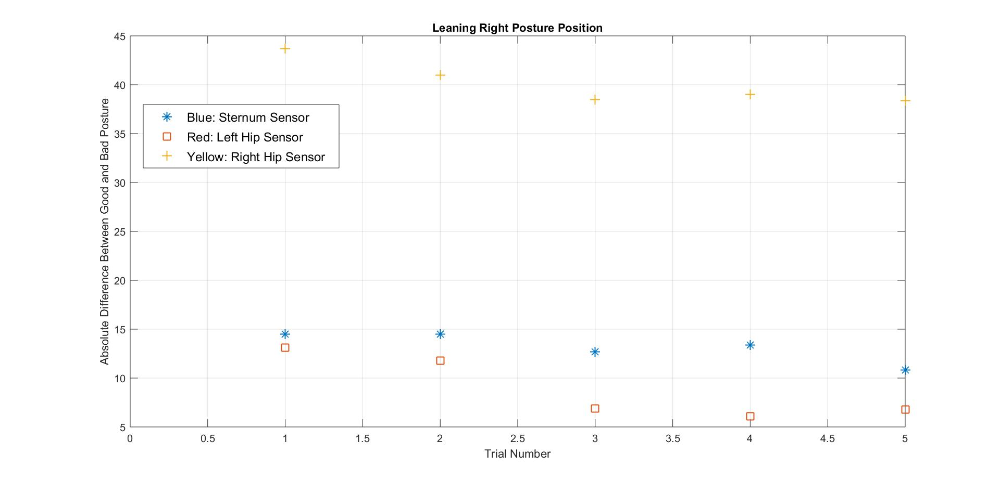 Leaning Right Posture Position
45
40
35
30
25
20
15
10
5
Absolute Difference Between Good and Bad Posture
Blue: Sternum Sensor
Red: Left Hip Sensor
Yellow: Right Hip Sensor
0 0.5 1 1.5 2 2.5 3 3.5 4 4.5 5
Trial Number